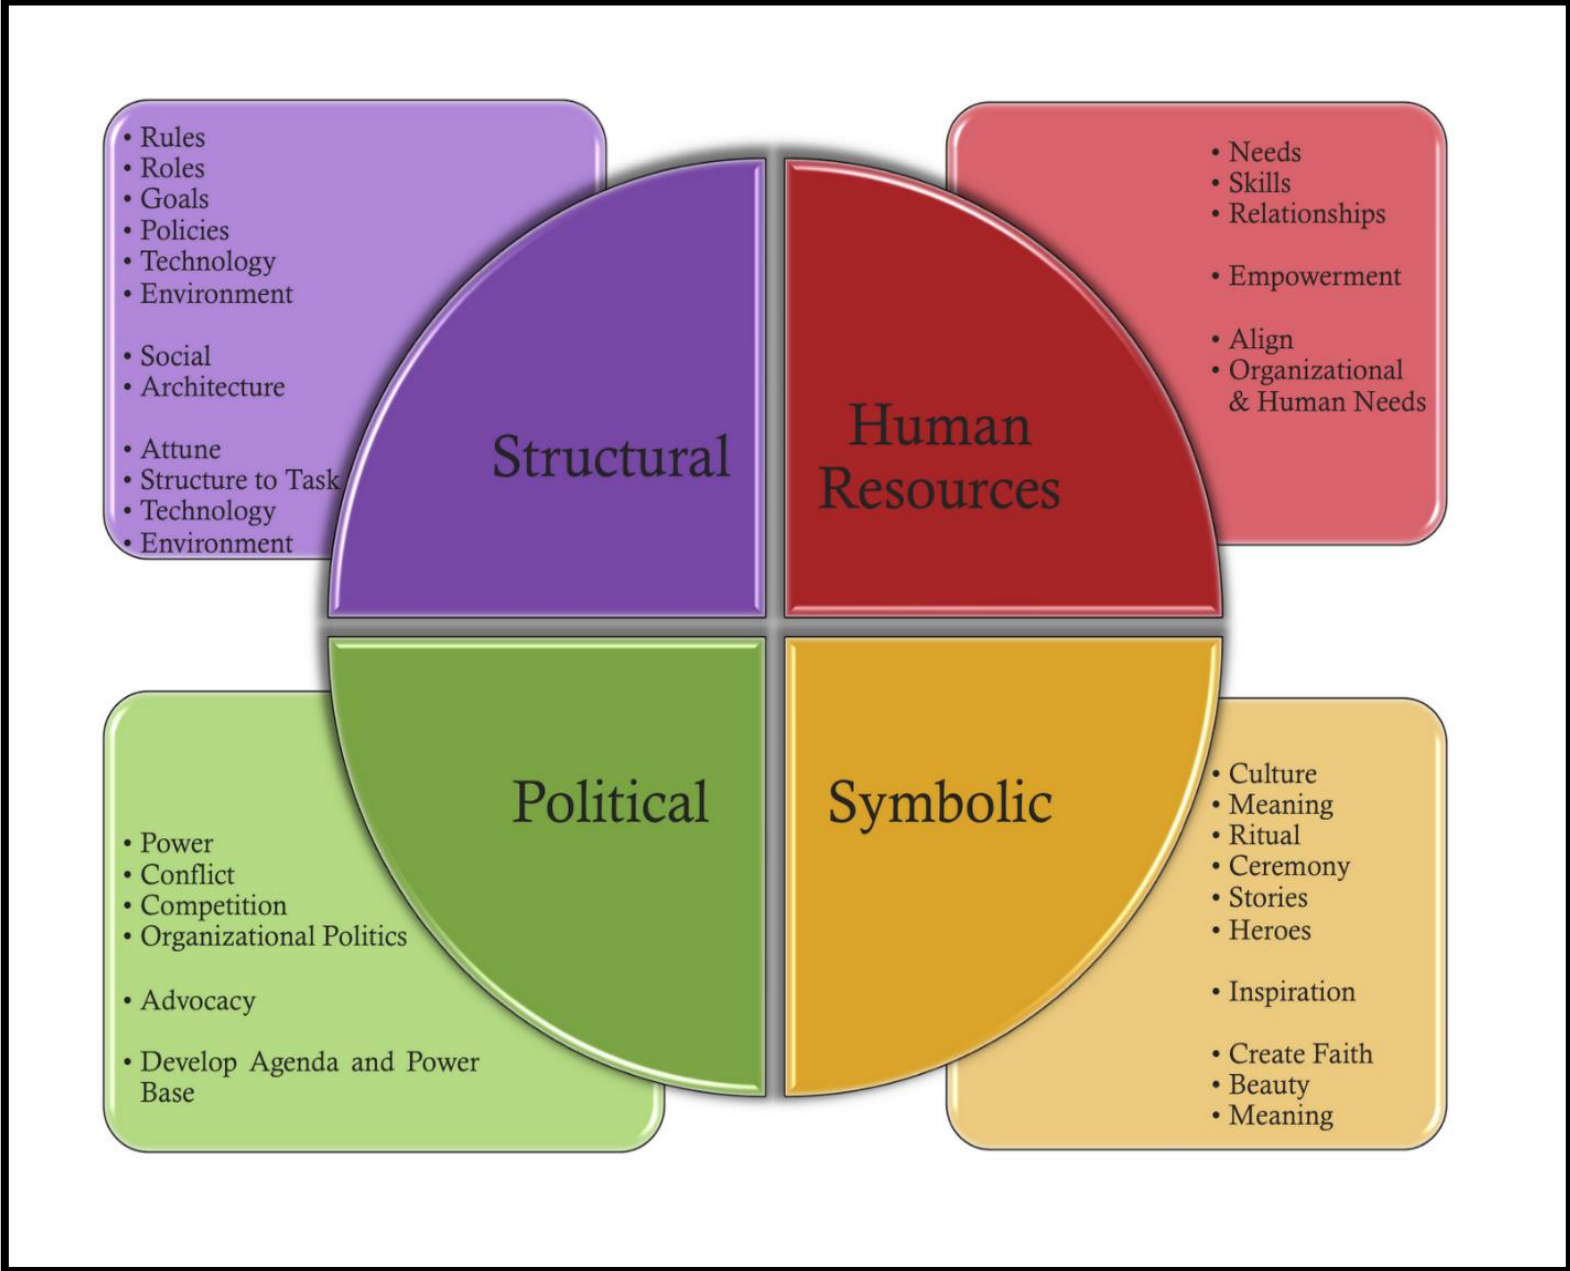 • Rules
• Roles
• Goals
• Policies
• Technology
• Environment
• Social
• Architecture
• Attune
• Structure to Task
• Technology
• Environment
Structural
• Needs
• Skills
• Relationships
• Empowerment
• Align
• Organizational
& Human Needs
Human
Resources
• Power
• Conflict
• Competition
• Organizational Politics
• Advocacy
• Develop Agenda and Power
Base
Political
Symbolic
• Culture
• Meaning
• Ritual
• Ceremony
• Stories
• Heroes
• Inspiration
• Create Faith
• Beauty
• Meaning